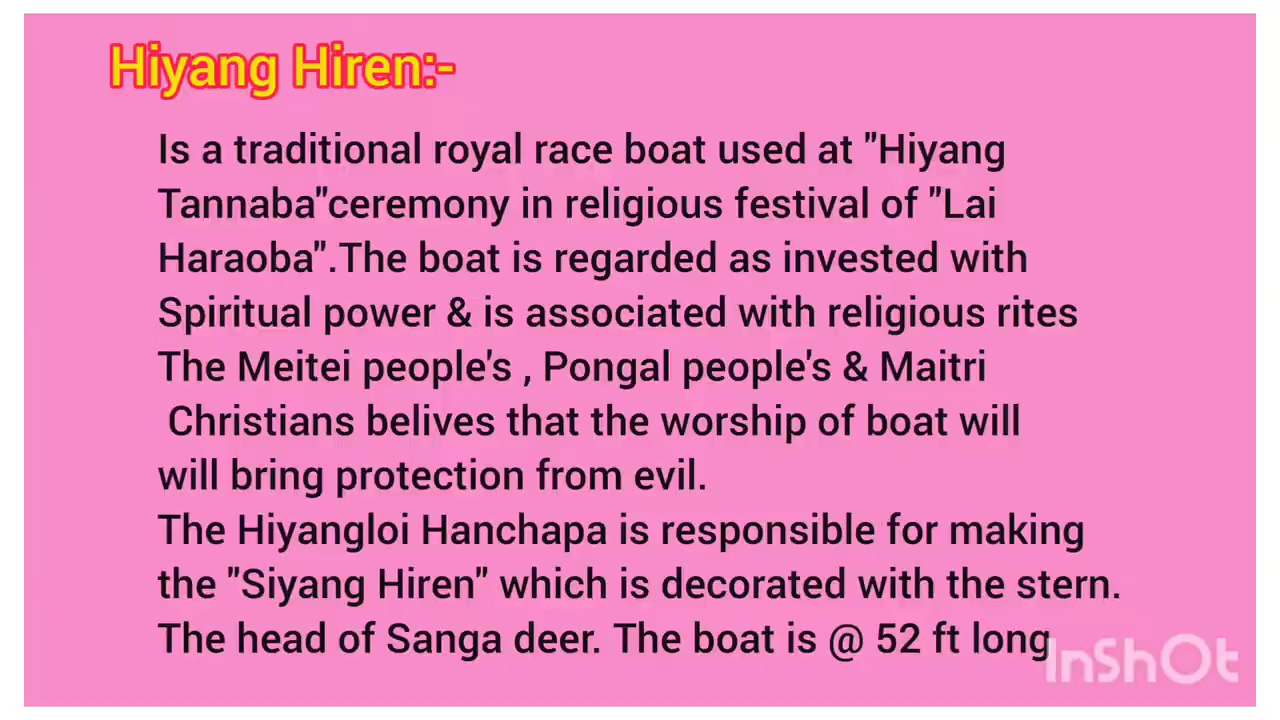 Hiyang Hiren:-
Is a traditional royal race boat used at "Hiyang
Tannaba"ceremony in religious festival of "Lai
Haraoba".The boat is regarded as invested with
Spiritual power & is associated with religious rites
The Meitei people's , Pongal people's & Maitri
Christians belives that the worship of boat will
will bring protection from evil.
The Hiyangloi Hanchapa is responsible for making
the "Siyang Hiren" which is decorated with the stern.
The head of Sanga deer. The boat is @ 52 ft long
InShOt